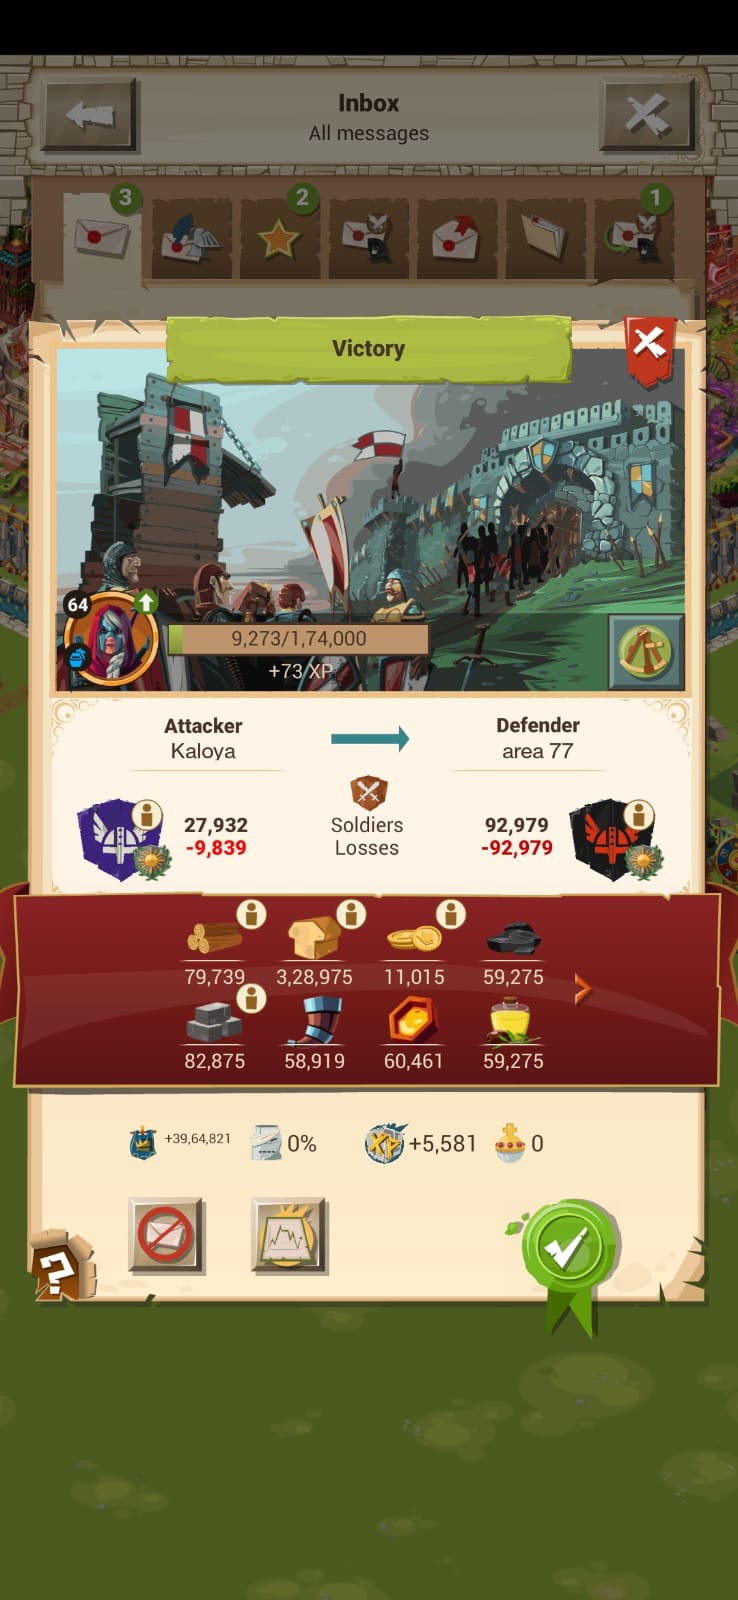 Inbox
All messages
3
2
1
Victory
64
9,273/1,74,000
+73 XP
Attacker
Kaloya
Defender
area 77
27,932
-9,839
Soldiers
Losses
92,979
-92,979
79,739
3,28,975
11,015
59,275
82,875
58,919
60,461
59,275
+39,64,821
0%
XP
+5,581
0
?